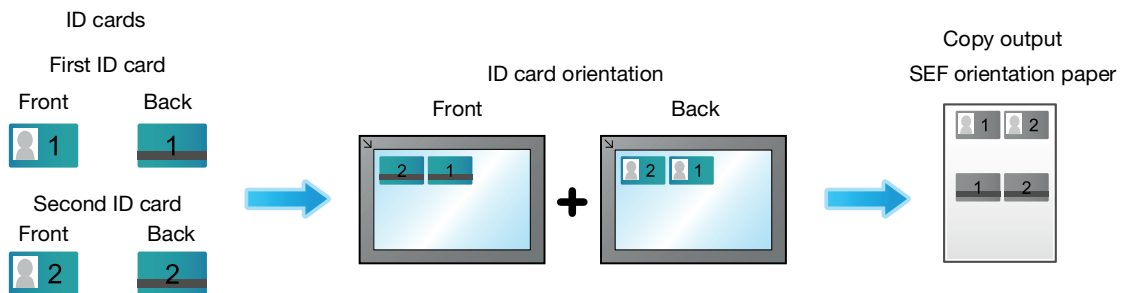 ID cards
First ID card
Front Back
1 1
Second ID card
Front Back
2 2
ID card orientation
Front Back
2 1 2 1
Copy output
SEF orientation paper
1 2
1 2